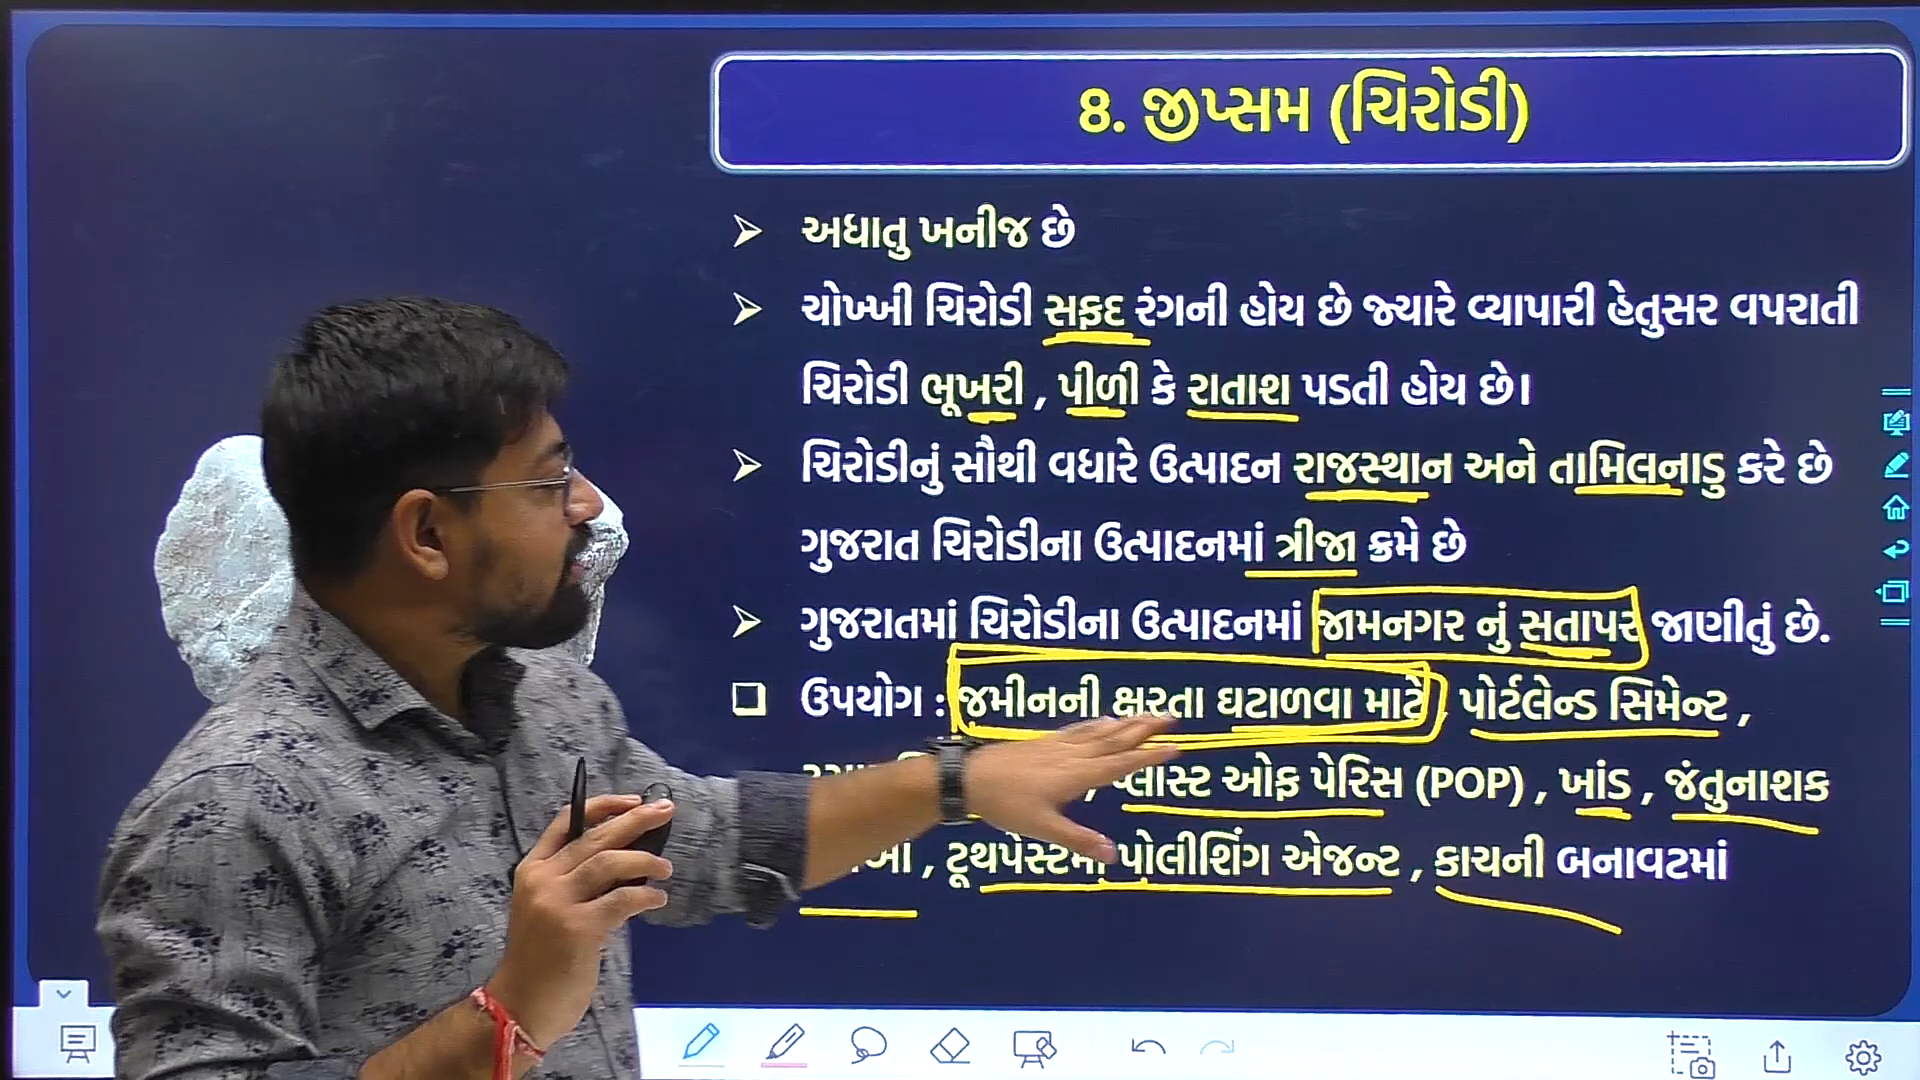 8. જીપ્સમ (ચિરોડી)
અધાતુ ખનીજ છે
ચોખ્ખી ચિરોડી સફદ રંગની હોય છે જ્યારે વ્યાપારી હેતુસર વપરાતી
ચિરોડી ભૂખરી , પીળી કે રાતાશ પડતી હોય છે।
ચિરોડીનું સૌથી વધારે ઉત્પાદન રાજસ્થાન અને તામિલનાડુ કરે છે
ગુજરાત ચિરોડીના ઉત્પાદનમાં ત્રીજા ક્રમે છે
ગુજરાતમાં ચિરોડીના ઉત્પાદનમાં જામનગર નું સતાપર જાણીતું છે.
ઉપયોગ : જમીનની ક્ષરતા ઘટાળવા માટે પોર્ટલેન્ડ સિમેન્ટ ,
, પ્લાસ્ટ ઓફ પેરિસ (POP) , ખાંડ , જંતુનાશક
, ટૂથપેસ્ટમાં પોલીશિંગ એજન્ટ , કાચની બનાવટમાં